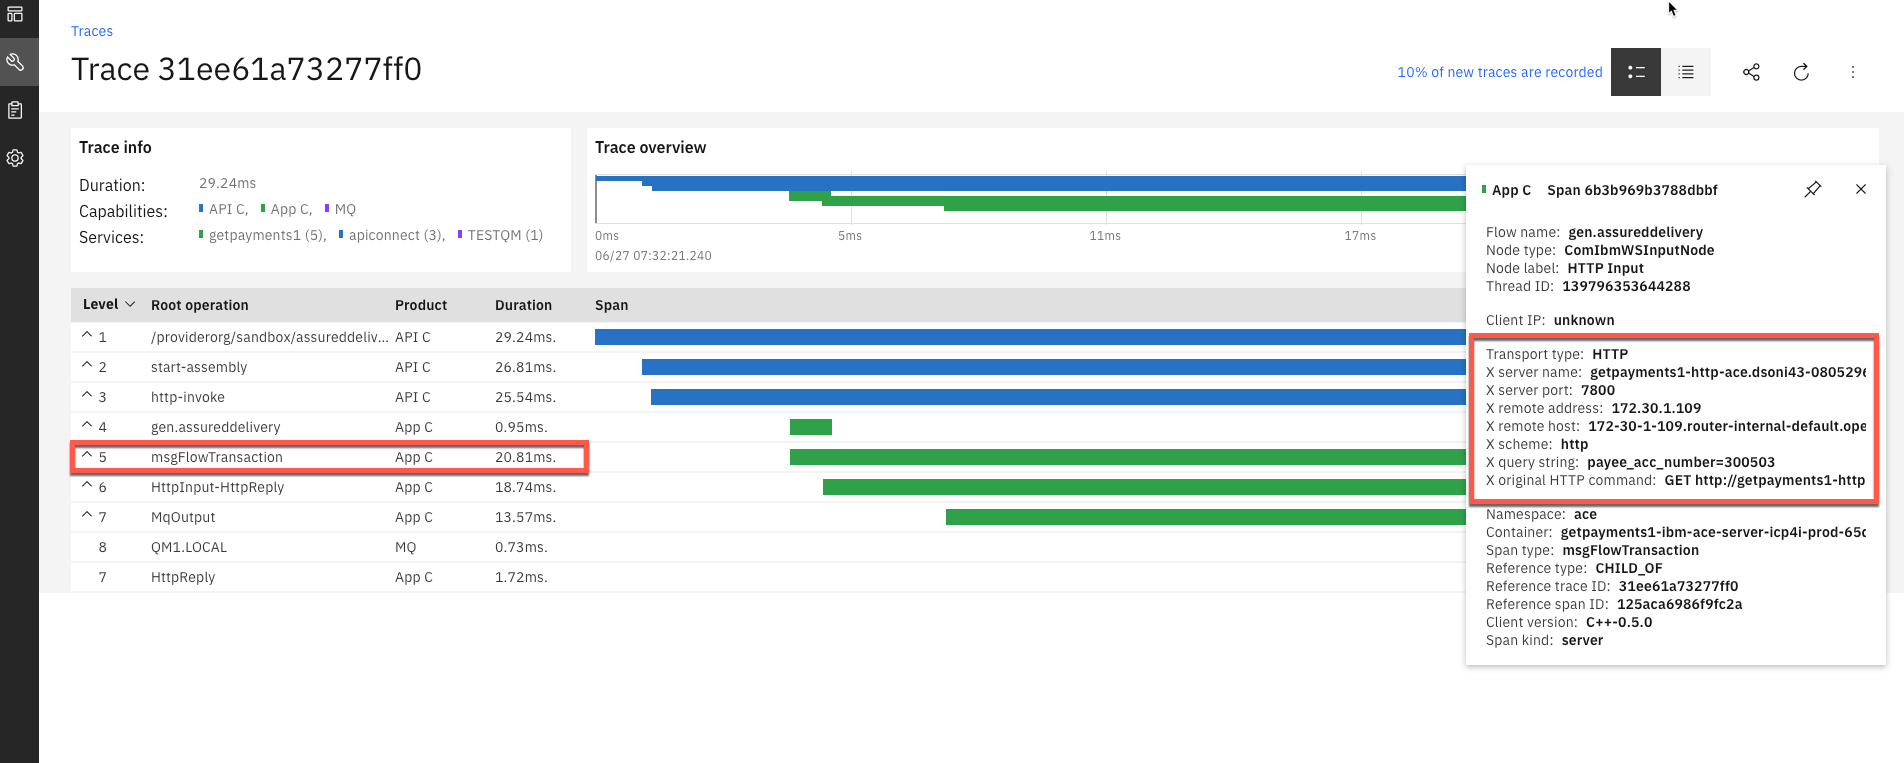 Traces
Trace 31ee61a73277ff0
10% of new traces are recorded
Trace info
Duration: 29.24ms
Capabilities: API C, App C, MQ
Services: getpayments1 (5), apiconnect (3), TESTQM (1)
Trace overview
0ms 5ms 11ms 17ms
06/27 07:32:21.240
Level Root operation Product Duration Span
1 /providerorg/sandbox/assureddeliv... API C 29.24ms.
2 start-assembly API C 26.81ms.
3 http-invoke API C 25.54ms.
4 gen.assureddelivery App C 0.95ms.
5 msgFlowTransaction App C 20.81ms.
6 HttpInput-HttpReply App C 18.74ms.
7 MqOutput App C 13.57ms.
8 QM1.LOCAL MQ 0.73ms.
7 HttpReply App C 1.72ms.
App C Span 6b3b969b3788dbbf
Flow name: gen.assureddelivery
Node type: ComIbmWSInputNode
Node label: HTTP Input
Thread ID: 139796353644288
Client IP: unknown
Transport type: HTTP
X server name: getpayments1-http-ace.dsoni43-0805296
X server port: 7800
X remote address: 172.30.1.109
X remote host: 172-30-1-109.router-internal-default.ope
X scheme: http
X query string: payee_acc_number=300503
X original HTTP command: GET http://getpayments1-http
Namespace: ace
Container: getpayments1-ibm-ace-server-icp4i-prod-65c
Span type: msgFlowTransaction
Reference type: CHILD_OF
Reference trace ID: 31ee61a73277ff0
Reference span ID: 125aca6986f9fc2a
Client version: C++-0.5.0
Span kind: server